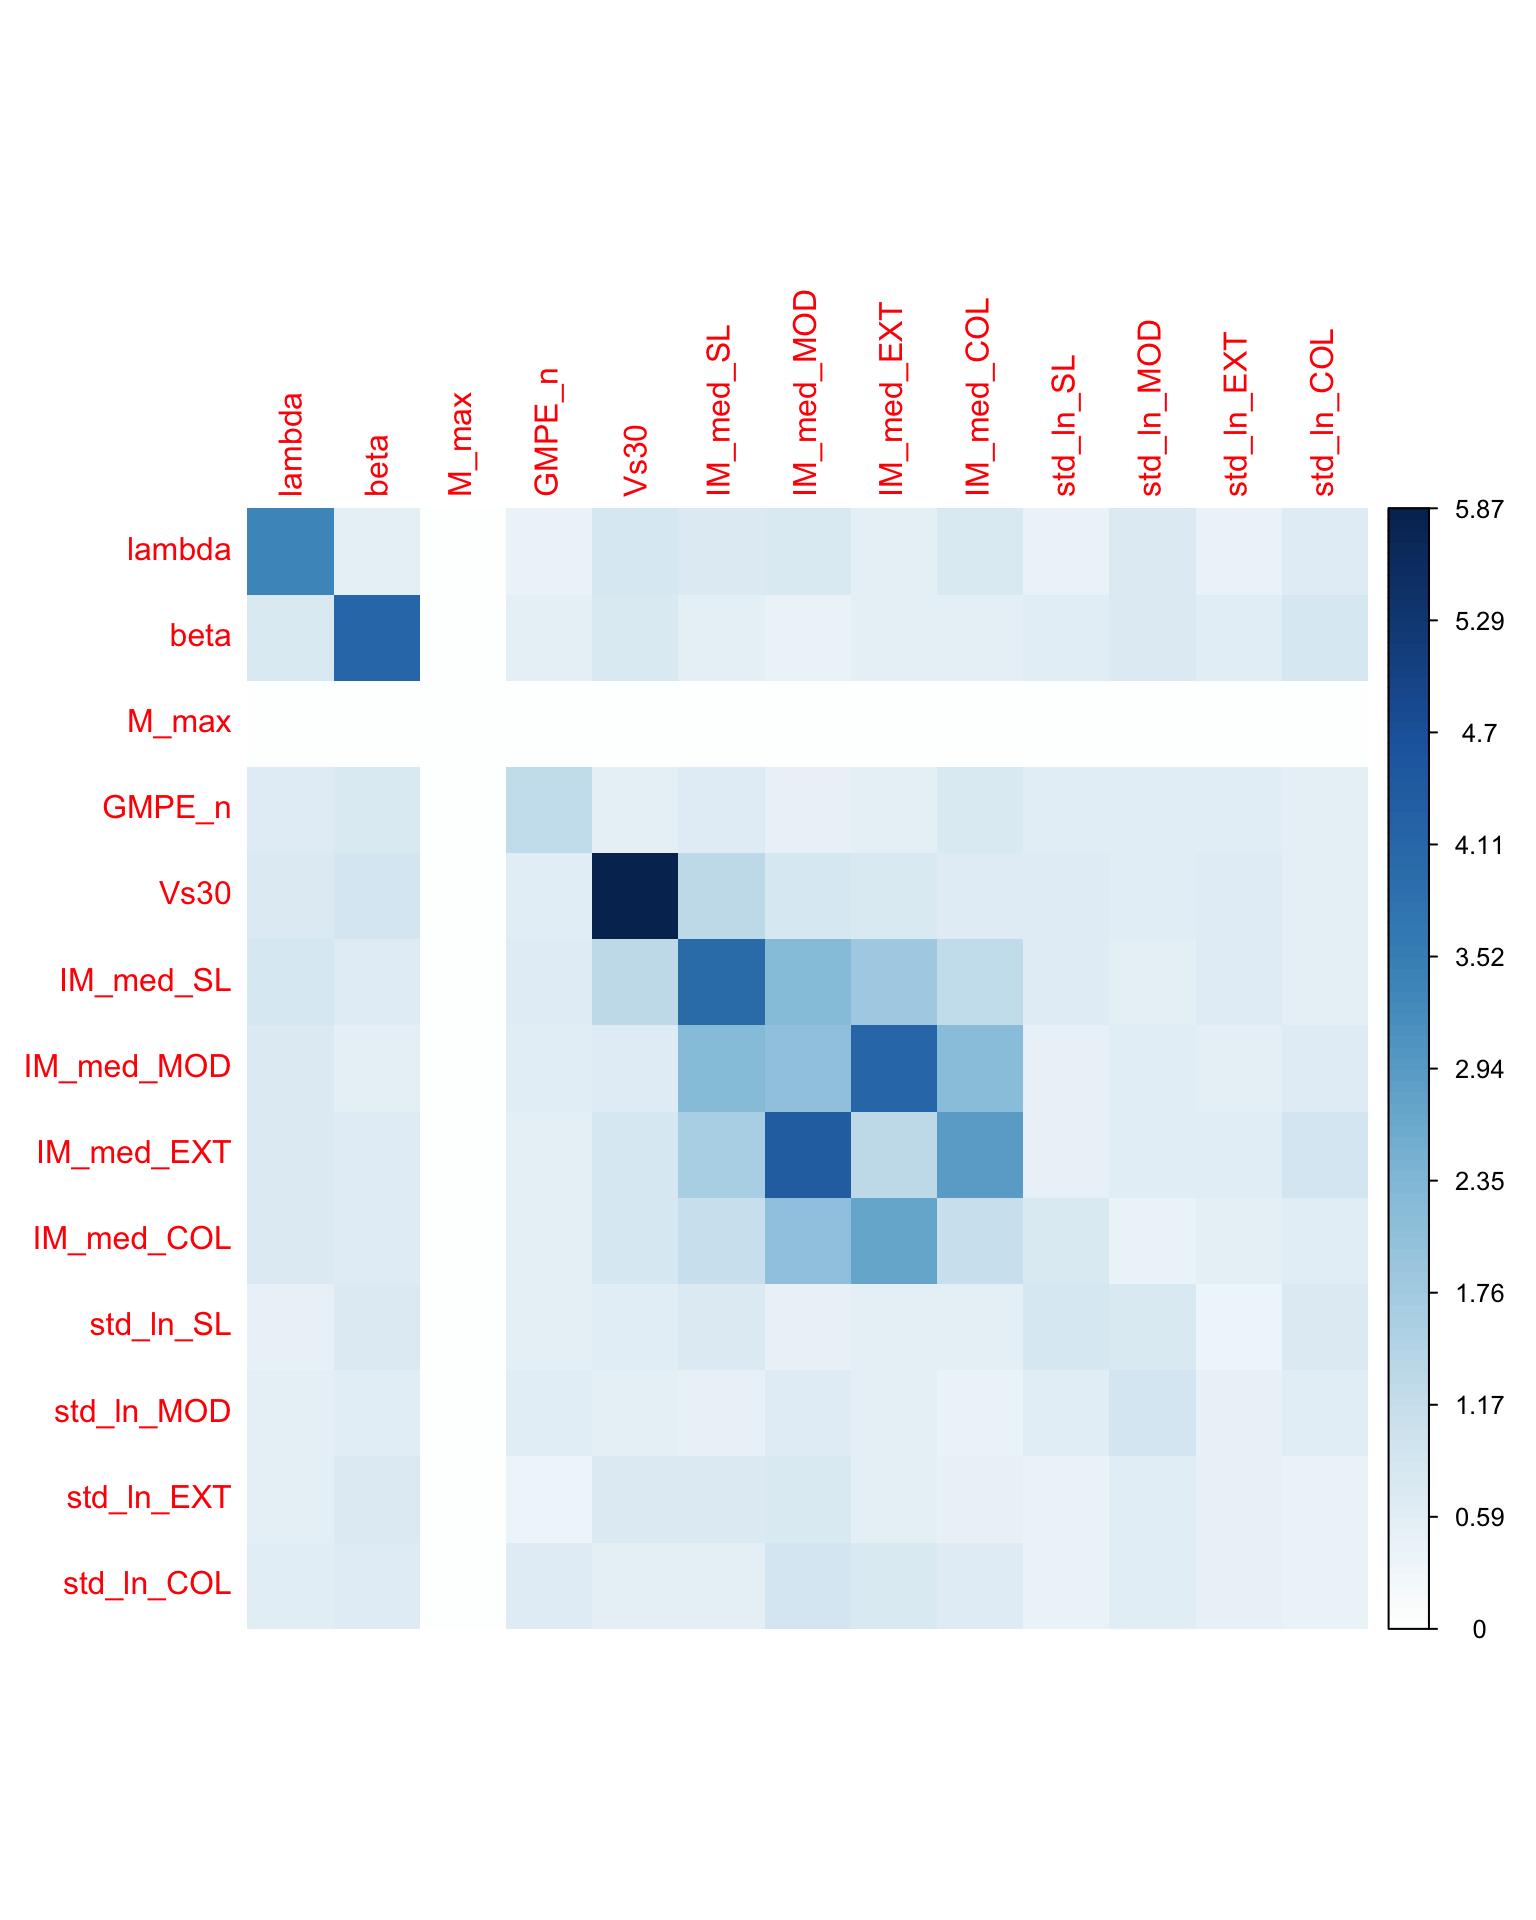 lambda
beta
M_max
GMPE_n
Vs30
IM_med_SL
IM_med_MOD
IM_med_EXT
IM_med_COL
std_ln_SL
std_ln_MOD
std_ln_EXT
std_ln_COL
lambda
beta
M_max
GMPE_n
Vs30
IM_med_SL
IM_med_MOD
IM_med_EXT
IM_med_COL
std_ln_SL
std_ln_MOD
std_ln_EXT
std_ln_COL
5.87
5.29
4.7
4.11
3.52
2.94
2.35
1.76
1.17
0.59
0